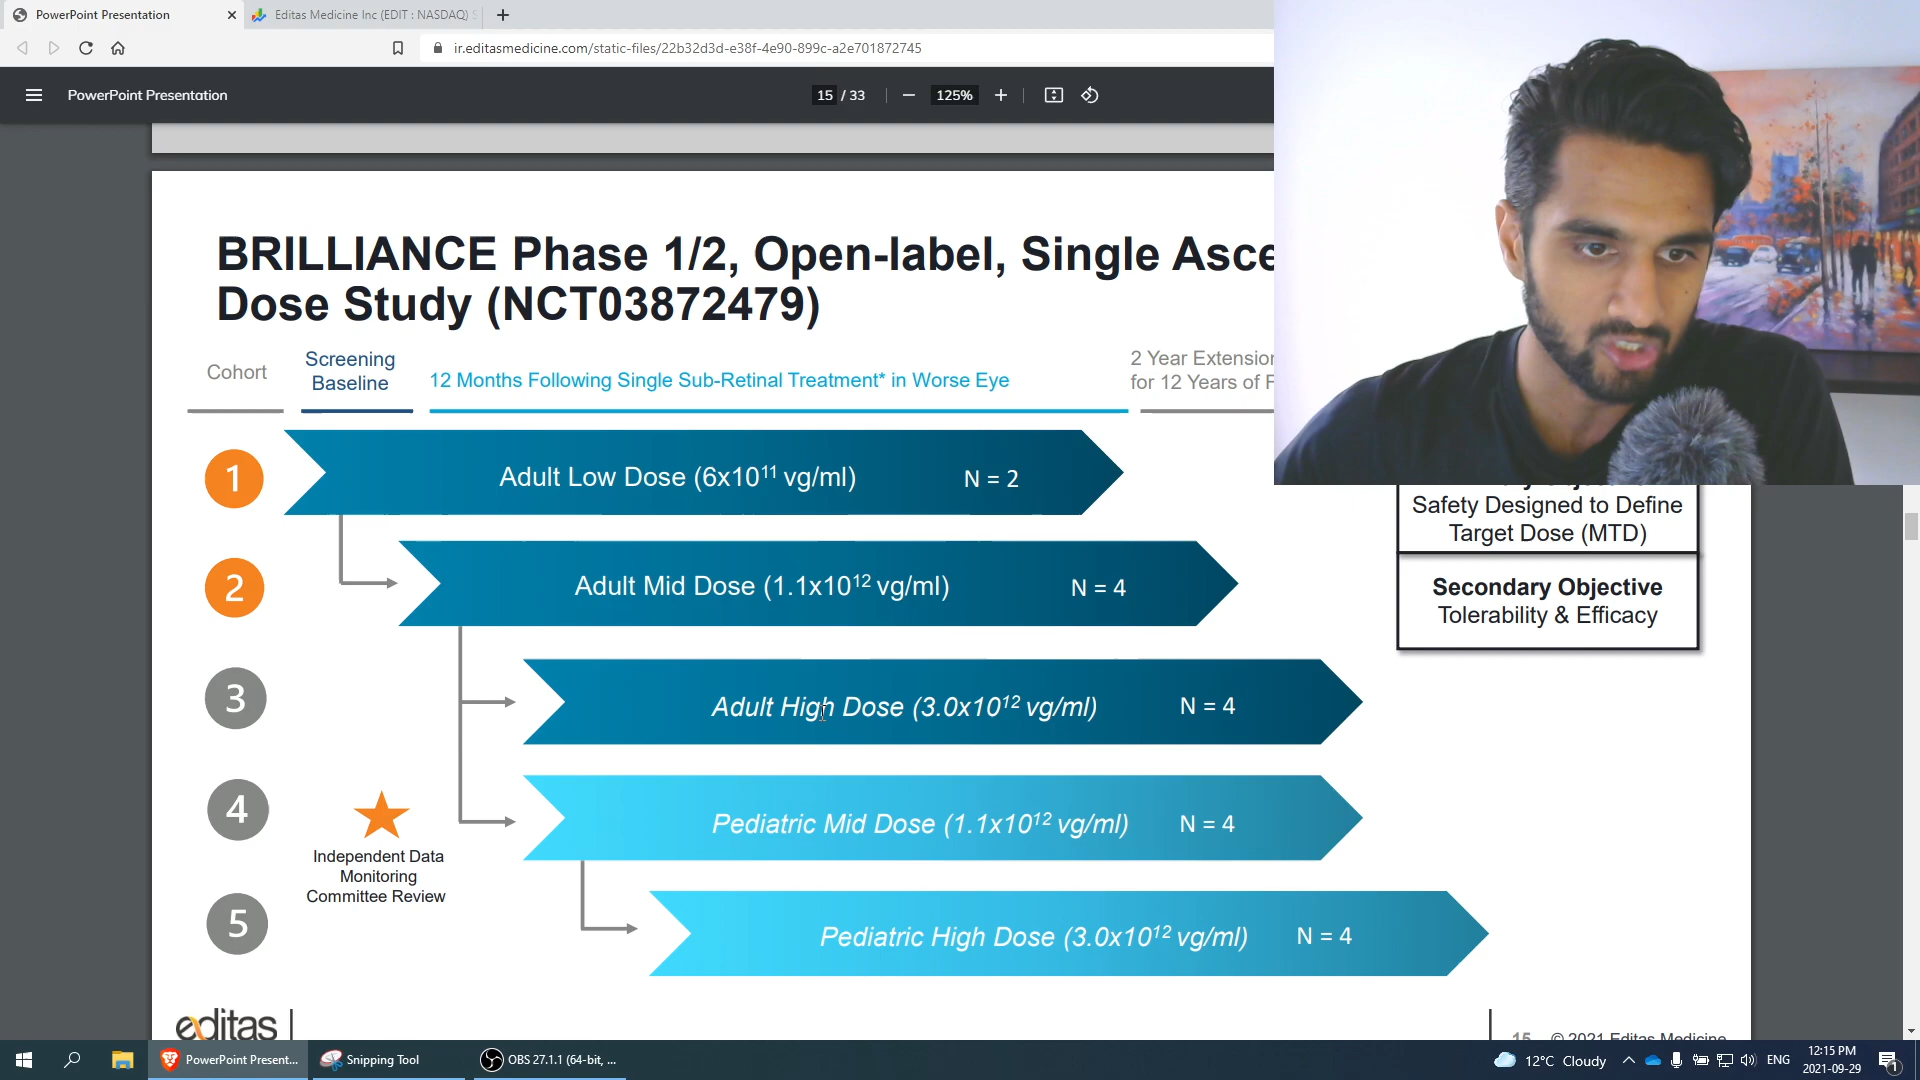 PowerPoint Presentation
Editas Medicine Inc (EDIT : NASDAQ)
ir.editasmedicine.com/static-files/22b32d3d-e38f-4e90-899c-a2e701872745
PowerPoint Presentation
15 / 33
125%
BRILLIANCE Phase 1/2, Open-label, Single Asce
Dose Study (NCT03872479)
Cohort
Screening
Baseline
12 Months Following Single Sub-Retinal Treatment* in Worse Eye
2 Year Extension
for 12 Years of F
1
Adult Low Dose (6x10¹¹ vg/ml)
N = 2
Safety Designed to Define
Target Dose (MTD)
2
Adult Mid Dose (1.1x10¹² vg/ml)
N = 4
Secondary Objective
Tolerability & Efficacy
3
Adult High Dose (3.0x10¹² vg/ml)
N = 4
4
Pediatric Mid Dose (1.1x10¹² vg/ml)
N = 4
Independent Data
Monitoring
Committee Review
5
Pediatric High Dose (3.0x10¹² vg/ml)
N = 4
editas
15 © 2021 Editas Medicine
PowerPoint Present...
Snipping Tool
OBS 27.1.1 (64-bit, ...
12°C Cloudy
ENG
12:15 PM
2021-09-29
1